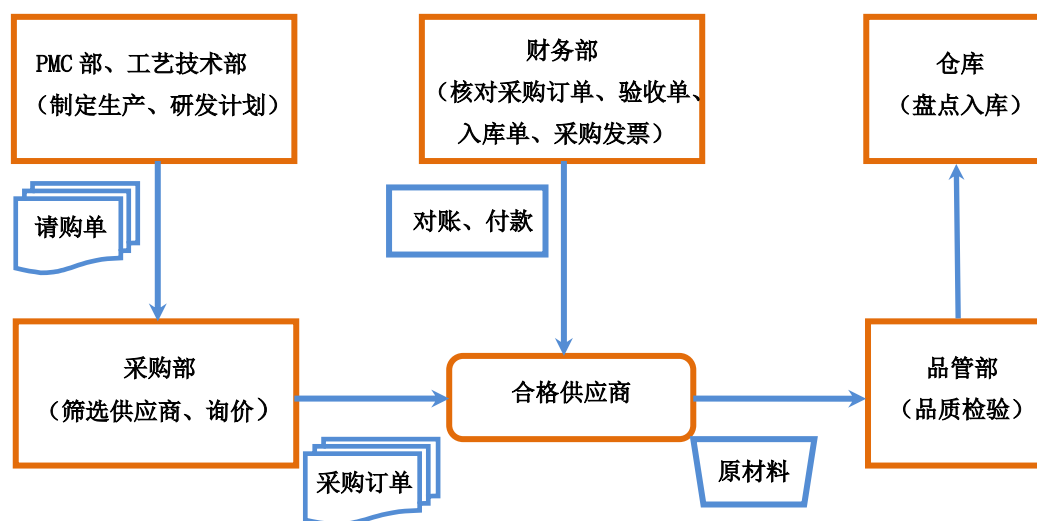 PMC 部、工艺技术部
（制定生产、研发计划）
财务部
（核对采购订单、验收单、
入库单、采购发票）
仓库
（盘点入库）
请购单
对账、付款
采购部
（筛选供应商、询价）
合格供应商
品管部
（品质检验）
采购订单
原材料